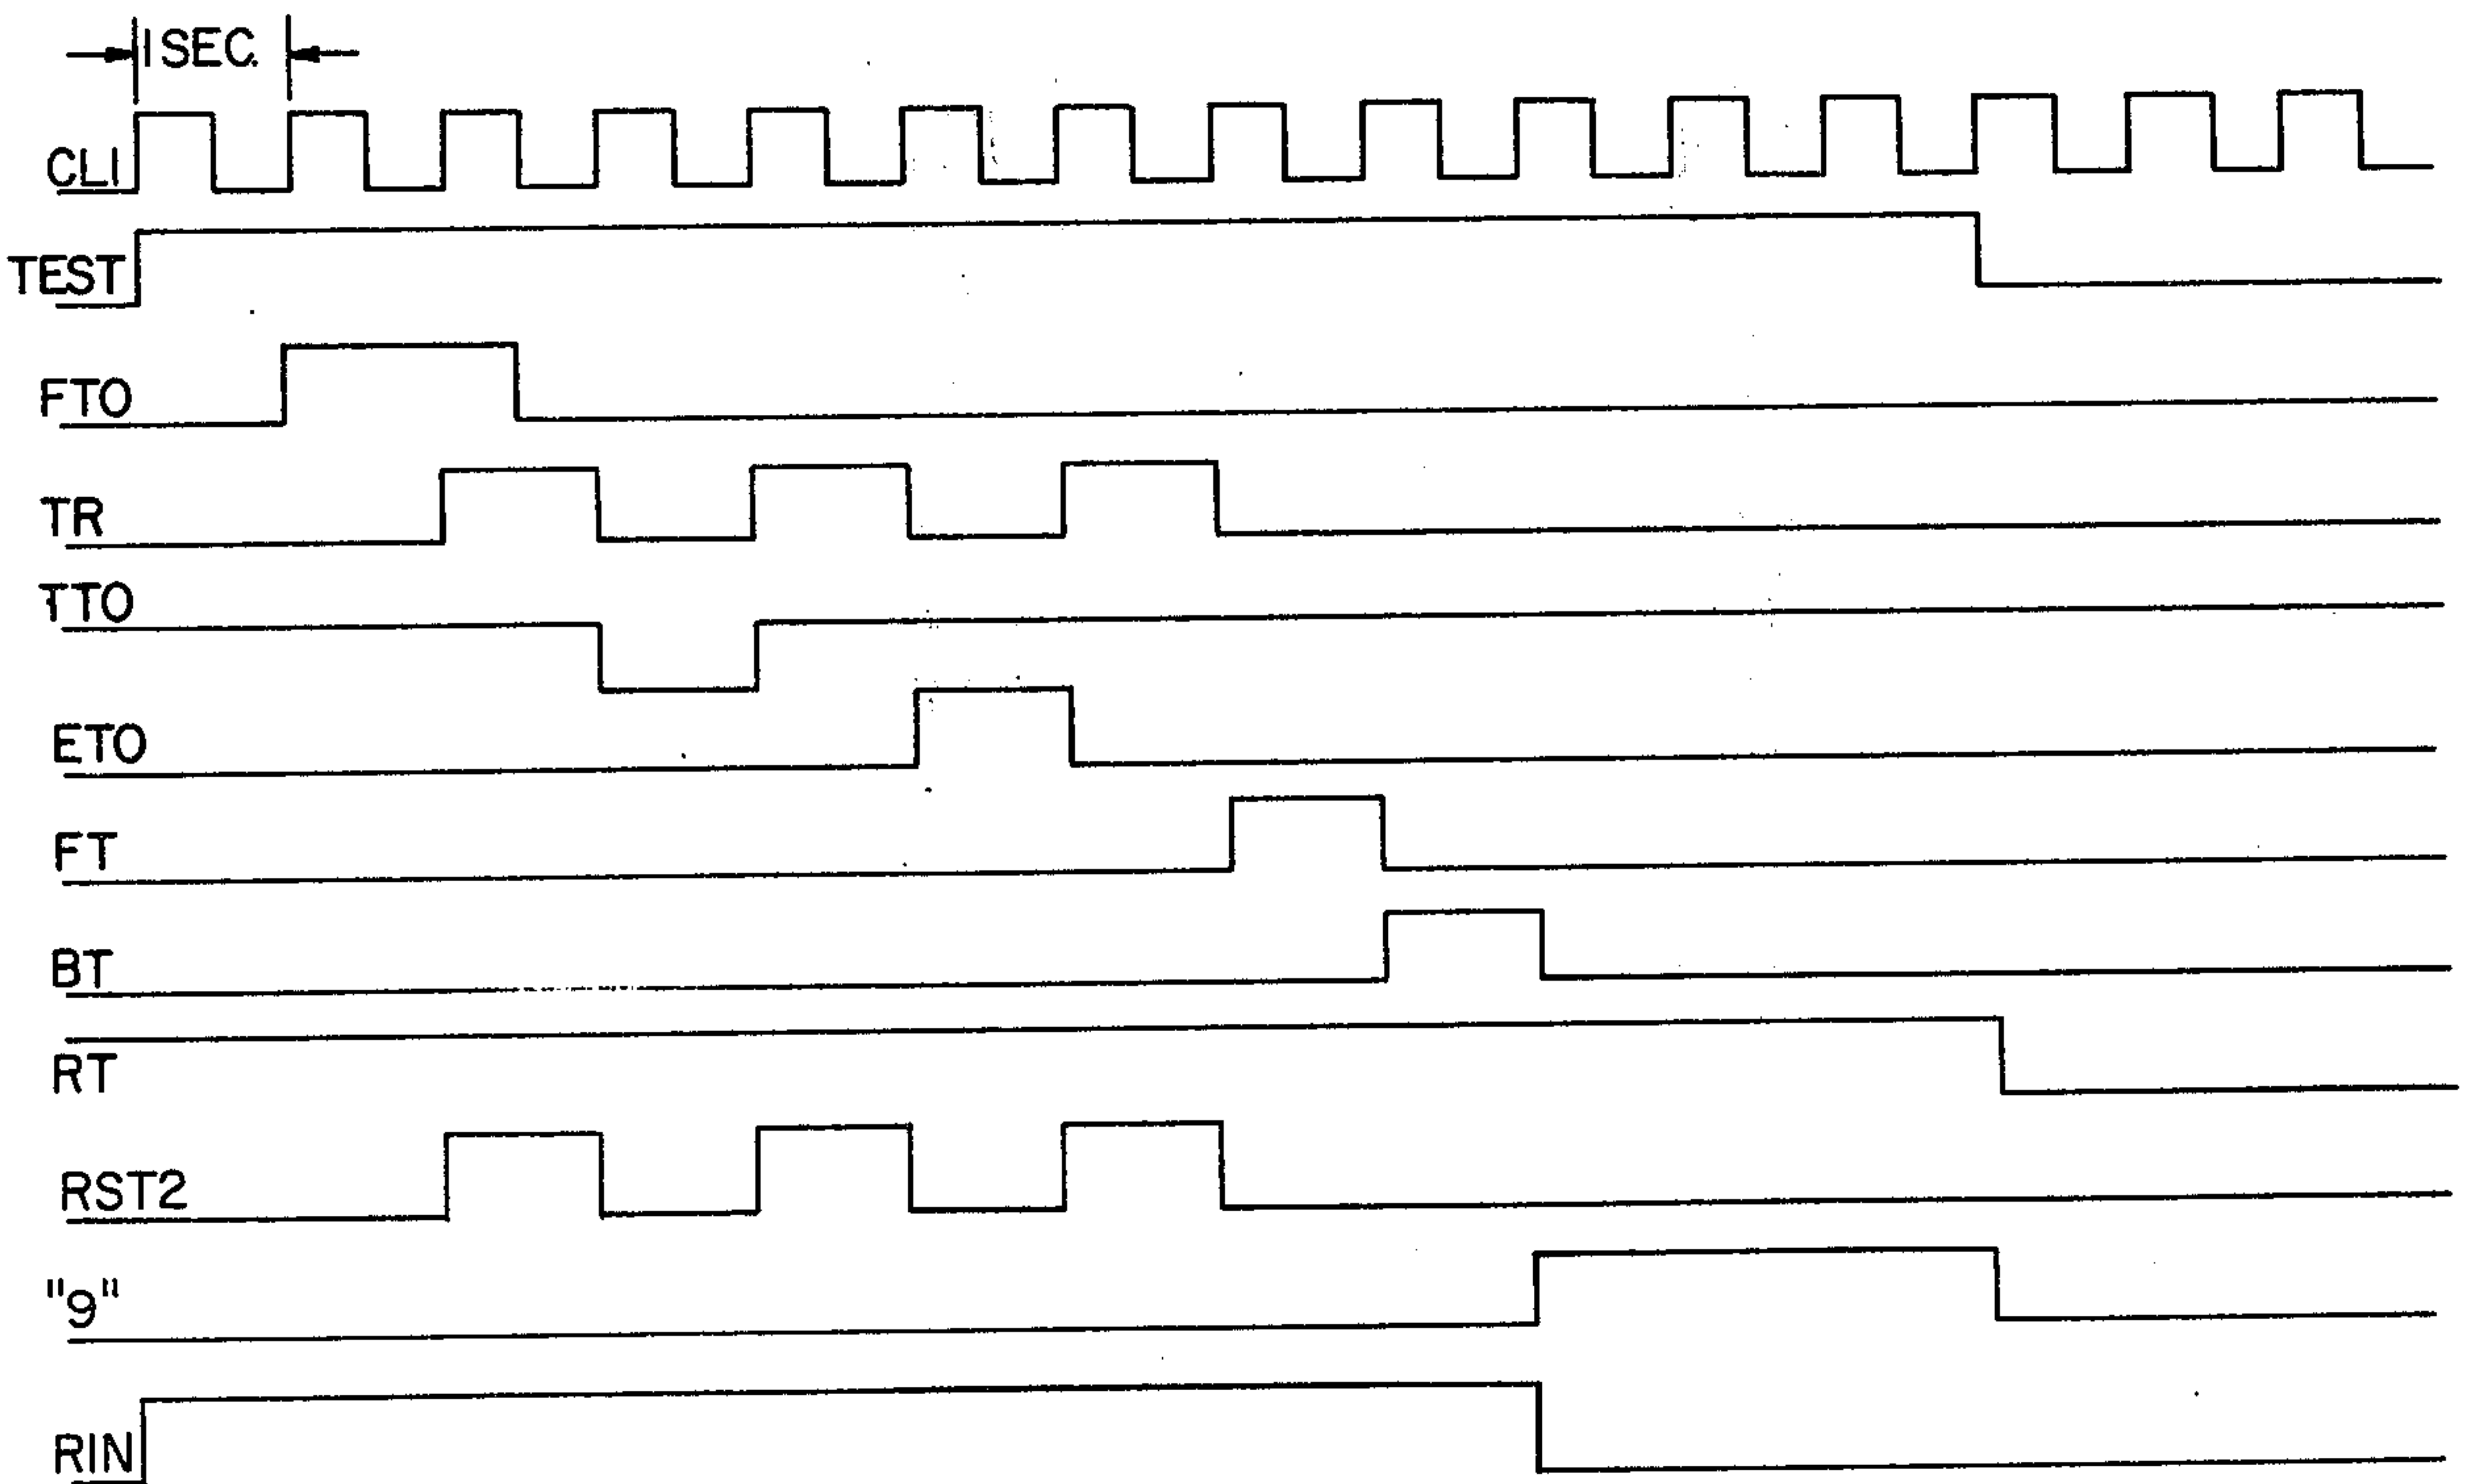 1 SEC.
CLI
TEST
FTO
TR
TTO
ETO
FT
BT
RT
RST2
"9"
RIN